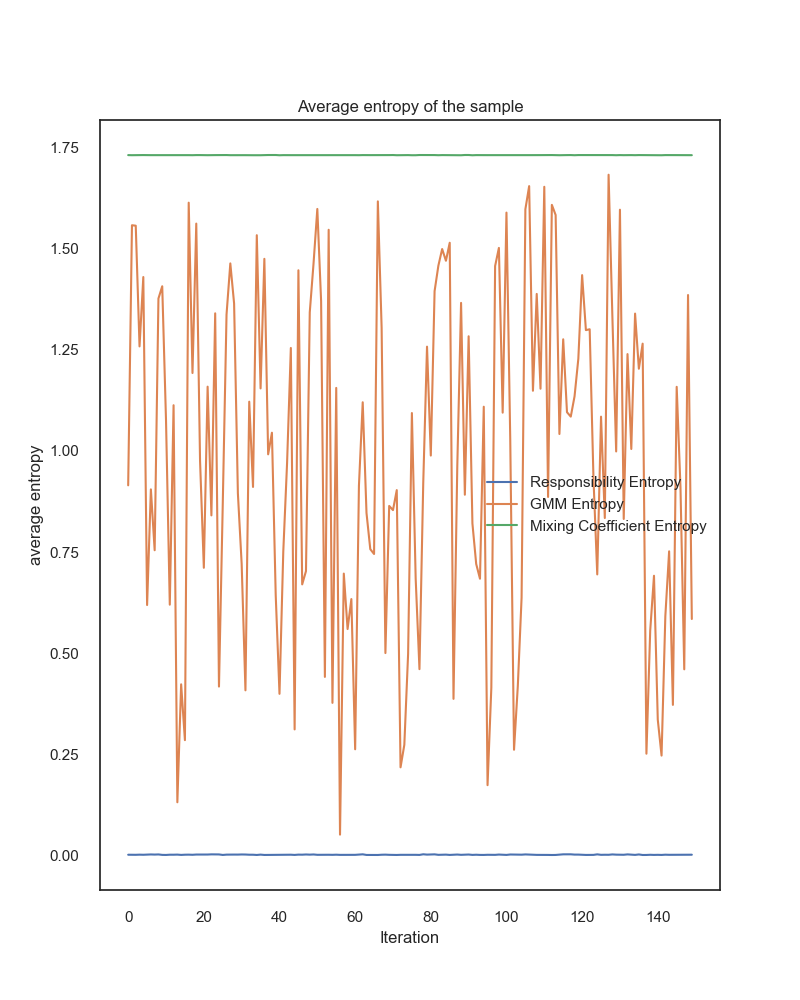 Average entropy of the sample
1.75
1.50
1.25
1.00
0.75
0.50
0.25
0.00
average entropy
Responsibility Entropy
GMM Entropy
Mixing Coefficient Entropy
0 20 40 60 80 100 120 140
Iteration